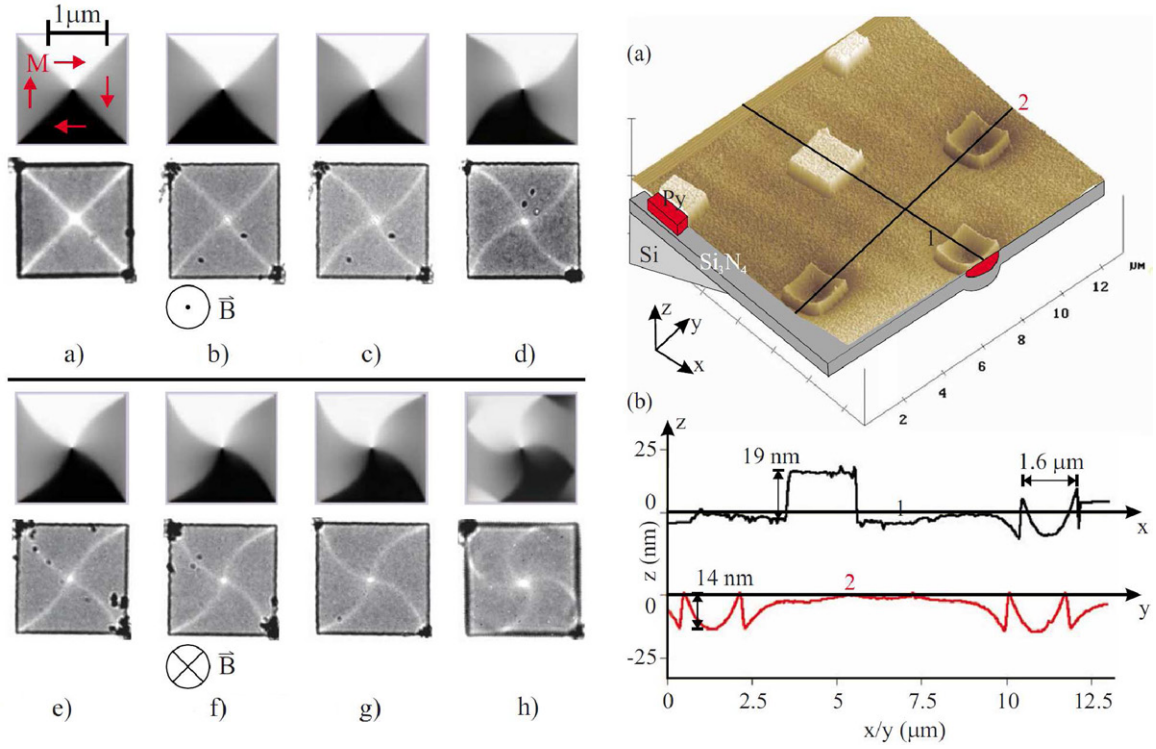 1μm
M
B
a) b) c) d)
B
e) f) g) h)
(a)
2
Py
1
Si
Si3N4
z
y
x
2 4 6 8 10 12 μM
(b)
z
25
0
19 nm
1
1.6 μm
x
z (nm)
14 nm
2
0
y
-25
0 2.5 5 7.5 10 12.5
x/y (μm)